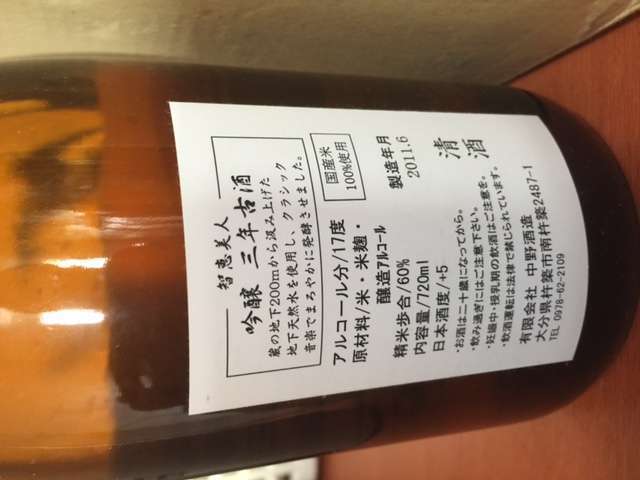 智恵美人
吟醸 三年古酒
蔵の地下200mから汲み上げた
地下天然水を使用し、クラシック
音楽でまろやかに発酵させました。
国産米
100%使用
アルコール分/17度
原材料/米・米麹・
醸造アルコール
製造年月
2011.6
精米歩合/60%
内容量/720ml
日本酒度/+5
清酒
・お酒は二十歳になってから。
・飲み過ぎにはご注意下さい。
・妊娠中・授乳期の飲酒はご注意を。
・飲酒運転は法律で禁じられています。
有限会社 中野酒造
大分県杵築市南杵築2487-1
TEL 0978-62-2109